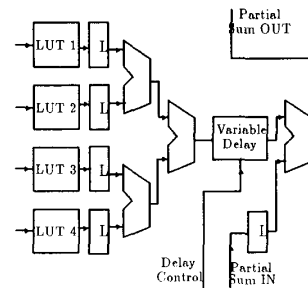 Partial
Sum OUT
LUT 1
L
LUT 2
L
Variable
Delay
LUT 3
L
LUT 4
L
L
Delay
Control
Partial
Sum IN